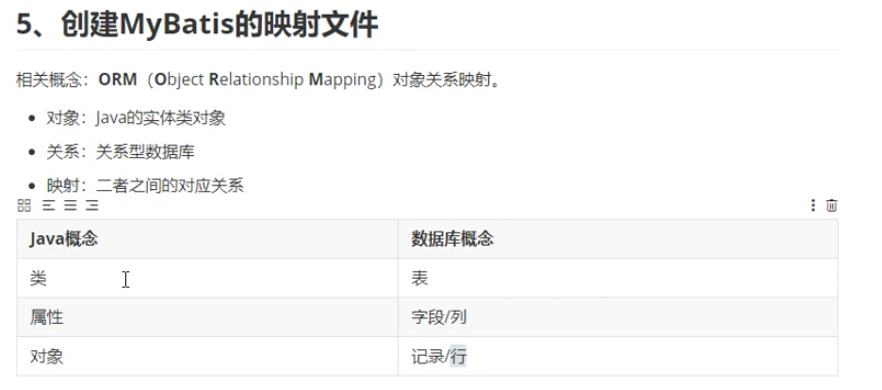 5、创建MyBatis的映射文件
相关概念：ORM（Object Relationship Mapping）对象关系映射。
对象：Java的实体类对象
关系：关系型数据库
映射：二者之间的对应关系
Java概念 数据库概念
类 表
属性 字段/列
对象 记录/行